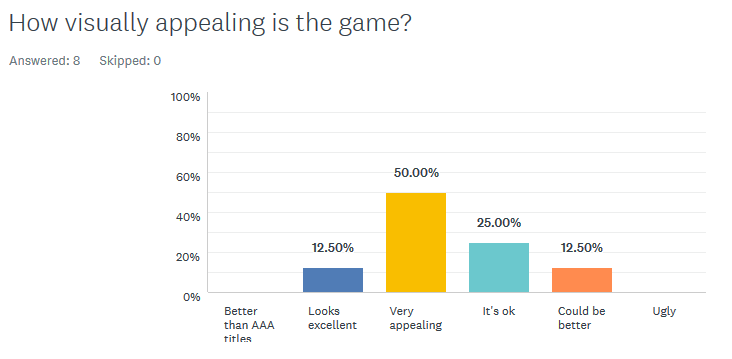 How visually appealing is the game?
Answered: 8 Skipped: 0
100%
80%
60%
40%
20%
0%
12.50%
50.00%
25.00%
12.50%
Better
than AAA
titles
Looks
excellent
Very
appealing
It's ok
Could be
better
Ugly